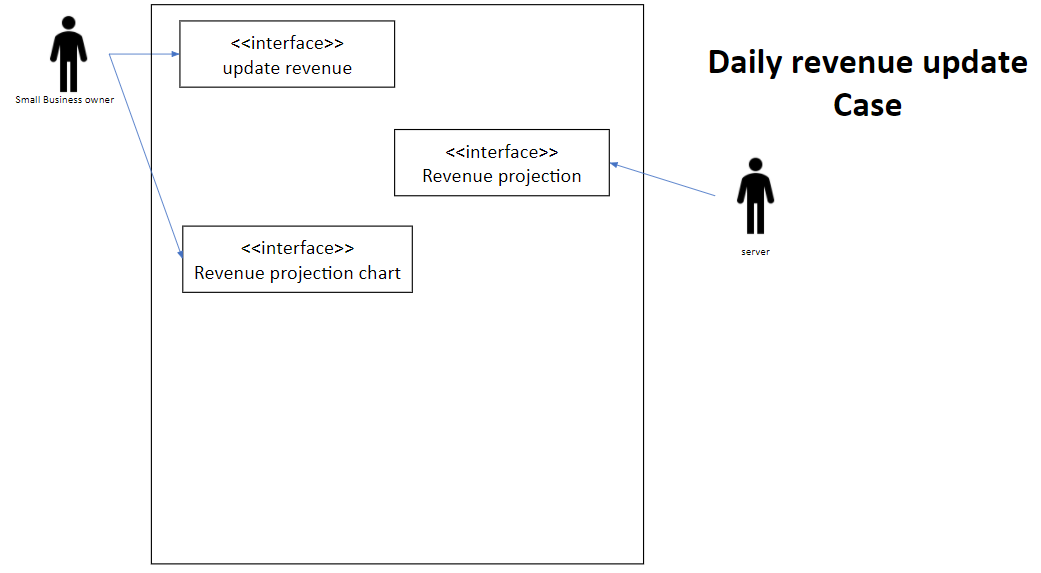 <<interface>>
update revenue
Small Business owner
Daily revenue update
Case
<<interface>>
Revenue projection
server
<<interface>>
Revenue projection chart